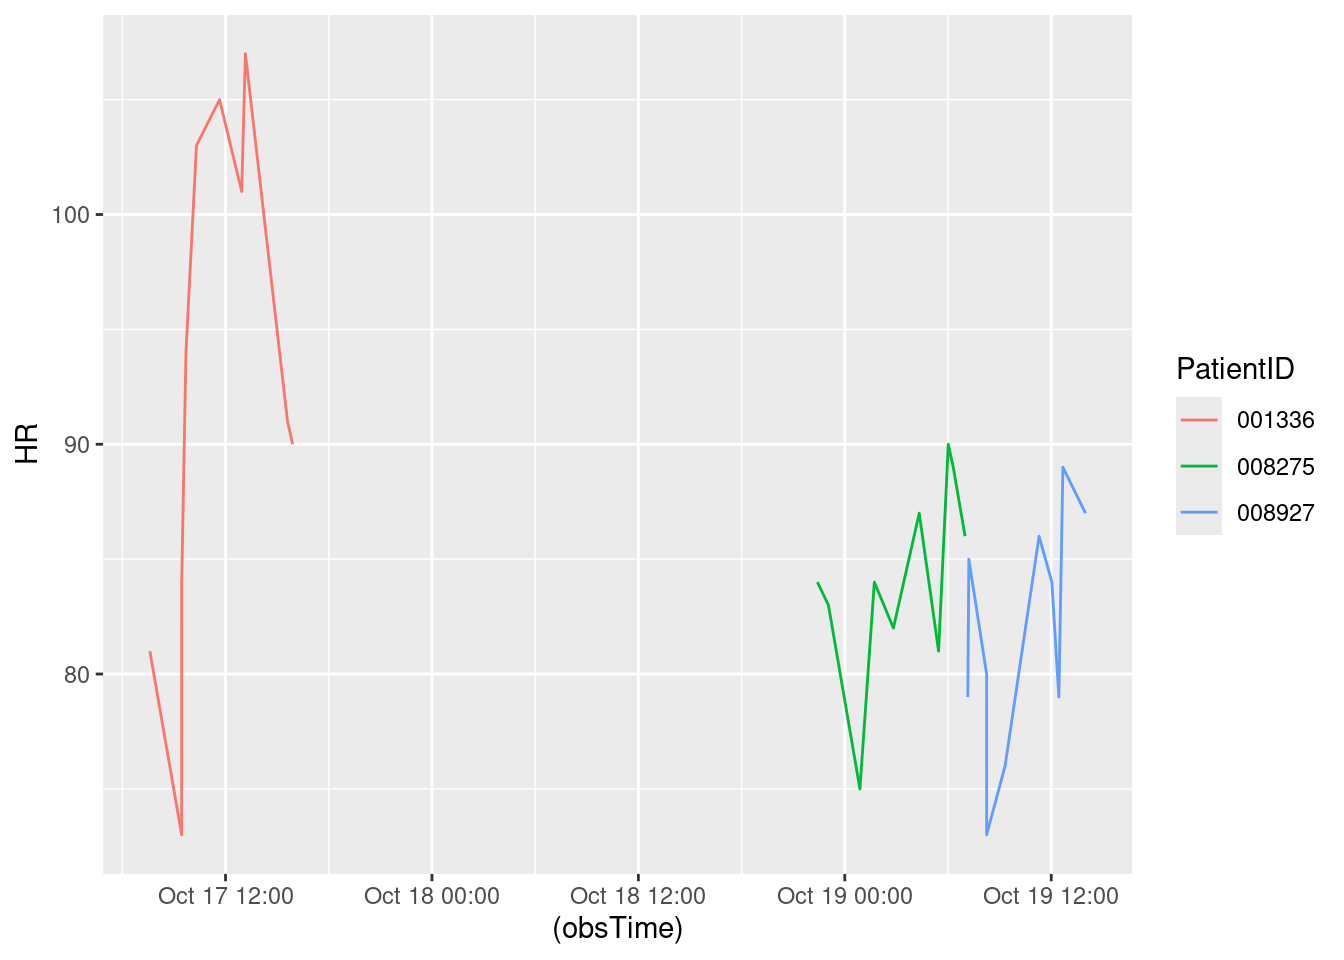 HR
100
90
80
Oct 17 12:00
Oct 18 00:00
Oct 18 12:00
Oct 19 00:00
Oct 19 12:00
(obsTime)
PatientID
001336
008275
008927